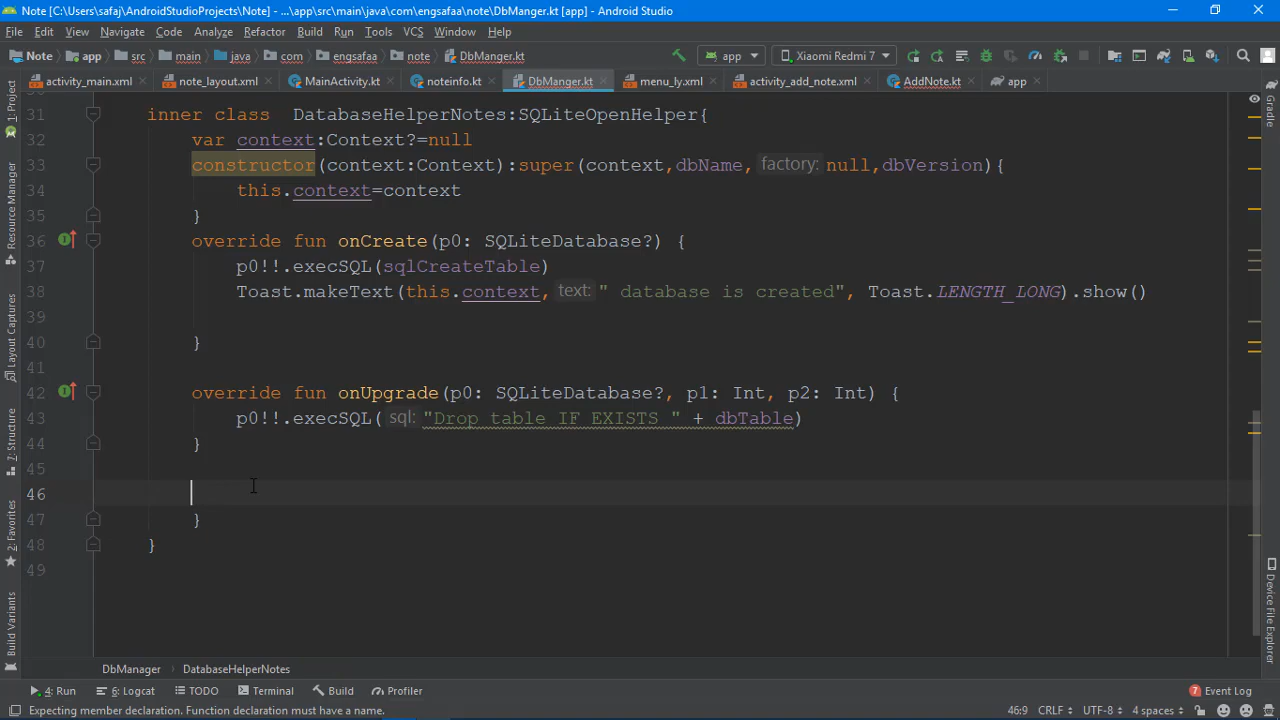 Note [C:\Users\safaj\AndroidStudioProjects\Note] - ...\app\src\main\java\com\engsafaa\note\DbManger.kt [app] - Android Studio
File Edit View Navigate Code Analyze Refactor Build Run Tools VCS Window Help
Note app src main java com engsafaa note DbManger.kt app Xiaomi Redmi 7
activity_main.xml note_layout.xml MainActivity.kt noteinfo.kt DbManger.kt menu_ly.xml activity_add_note.xml AddNote.kt app
31 inner class DatabaseHelperNotes:SQLiteOpenHelper{
32 var context:Context?=null
33 constructor(context:Context):super(context,dbName, factory: null,dbVersion){
34 this.context=context
35 }
36 override fun onCreate(p0: SQLiteDatabase?) {
37 p0!!.execSQL(sqlCreateTable)
38 Toast.makeText(this.context, text: " database is created", Toast.LENGTH_LONG).show()
39
40 }
41
42 override fun onUpgrade(p0: SQLiteDatabase?, p1: Int, p2: Int) {
43 p0!!.execSQL( sql: "Drop table IF EXISTS " + dbTable)
44 }
45
46
47 }
48 }
49
1: Project
Resource Manager
Layout Captures
7: Structure
2: Favorites
Build Variants
Gradle
Device File Explorer
DbManager DatabaseHelperNotes
4: Run 6: Logcat TODO Terminal Build Profiler 7 Event Log
Expecting member declaration. Function declaration must have a name. 46:9 CRLF UTF-8 4 spaces